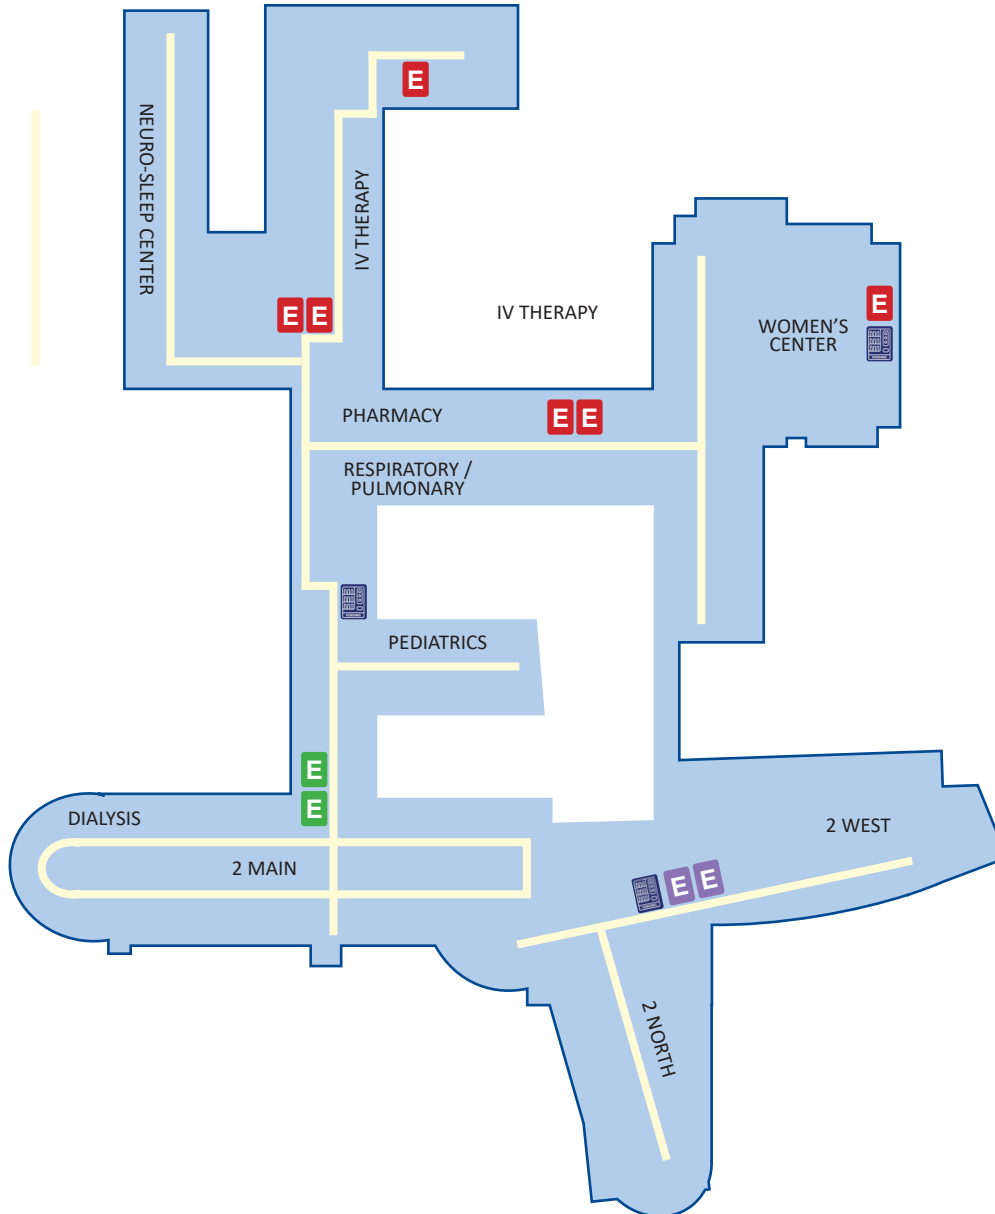 E
NEURO-SLEEP CENTER
IV THERAPY
E E
IV THERAPY
E
WOMEN'S
CENTER
PHARMACY
E E
RESPIRATORY /
PULMONARY
PEDIATRICS
E
E
DIALYSIS
2 MAIN
2 WEST
E E
2 NORTH